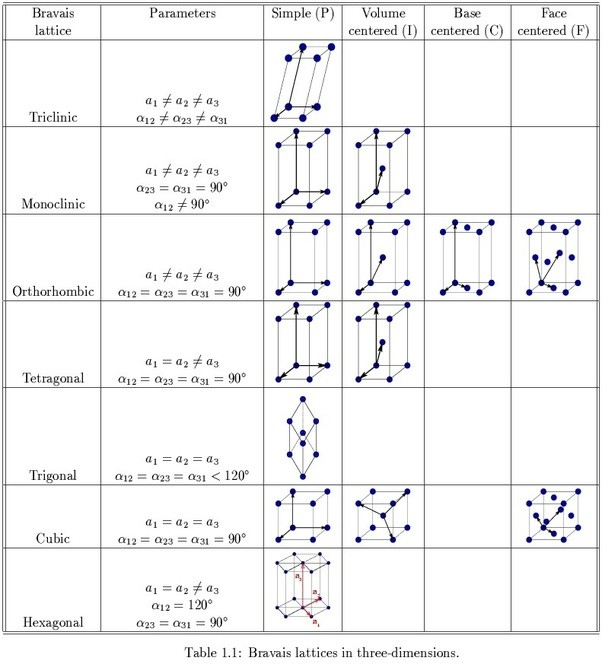 Bravais lattice | Parameters | Simple (P) | Volume centered (I) | Base centered (C) | Face centered (F)
Triclinic | a₁ ≠ a₂ ≠ a₃
α₁₂ ≠ α₂₃ ≠ α₃₁
Monoclinic | a₁ ≠ a₂ ≠ a₃
α₂₃ = α₃₁ = 90°
α₁₂ ≠ 90°
Orthorhombic | a₁ ≠ a₂ ≠ a₃
α₁₂ = α₂₃ = α₃₁ = 90°
Tetragonal | a₁ = a₂ ≠ a₃
α₁₂ = α₂₃ = α₃₁ = 90°
Trigonal | a₁ = a₂ = a₃
α₁₂ = α₂₃ = α₃₁ < 120°
Cubic | a₁ = a₂ = a₃
α₁₂ = α₂₃ = α₃₁ = 90°
Hexagonal | a₁ = a₂ ≠ a₃
α₁₂ = 120°
α₂₃ = α₃₁ = 90°
Table 1.1: Bravais lattices in three-dimensions.